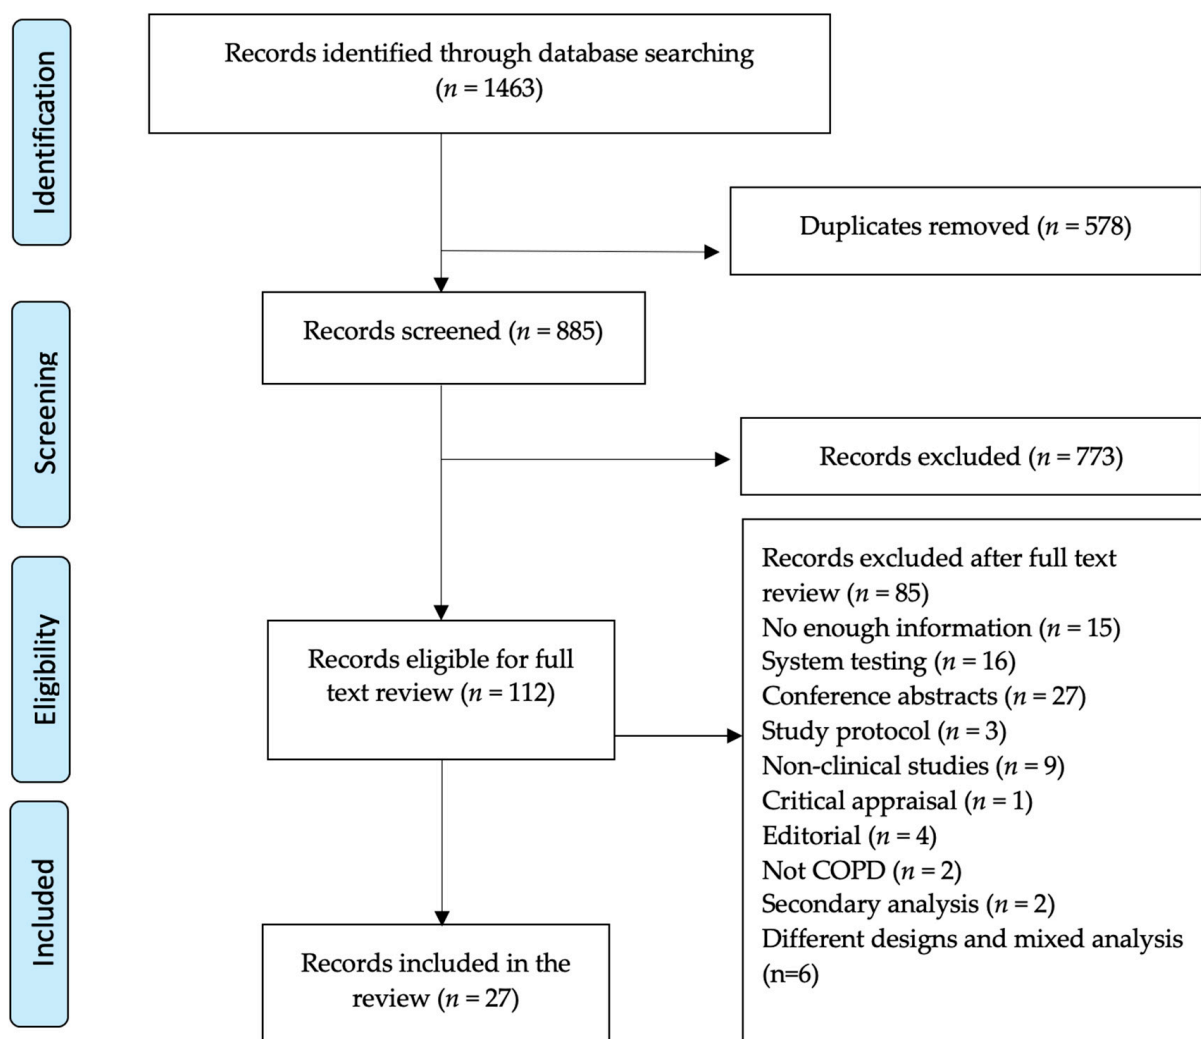 Identification
Records identified through database searching
(n = 1463)
Duplicates removed (n = 578)
Screening
Records screened (n = 885)
Records excluded (n = 773)
Eligibility
Records eligible for full
text review (n = 112)
Records excluded after full text
review (n = 85)
No enough information (n = 15)
System testing (n = 16)
Conference abstracts (n = 27)
Study protocol (n = 3)
Non-clinical studies (n = 9)
Critical appraisal (n = 1)
Editorial (n = 4)
Not COPD (n = 2)
Secondary analysis (n = 2)
Different designs and mixed analysis
(n=6)
Included
Records included in the
review (n = 27)